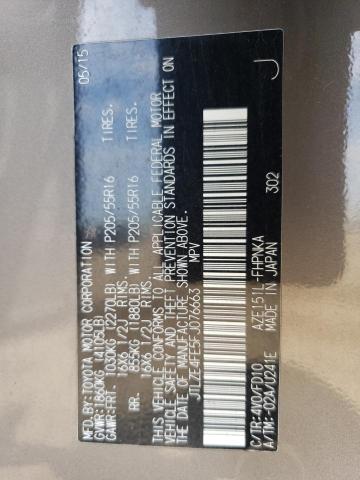 MFD.BY:TOYOTA MOTOR CORPORATION 05/15
GVWR:1885KG (4155LB)
GAWR:FRT. 1030KG (2270LB) WITH P205/55R16 TIRES.
16X6 1/2J RIMS.
RR. 855KG (1880LB) WITH P205/55R16 TIRES.
16X6 1/2J RIMS.
THIS VEHICLE CONFORMS TO ALL APPLICABLE FEDERAL MOTOR
VEHICLE SAFETY AND THEFT PREVENTION STANDARDS IN EFFECT ON
THE DATE OF MANUFACTURE SHOWN ABOVE.
JTLZE4FE5FJ076663 MPV
C/TR:4V0/FD10 AZE151L-FHPNKA
A/TM:-02A/U241E MADE IN JAPAN 302 J